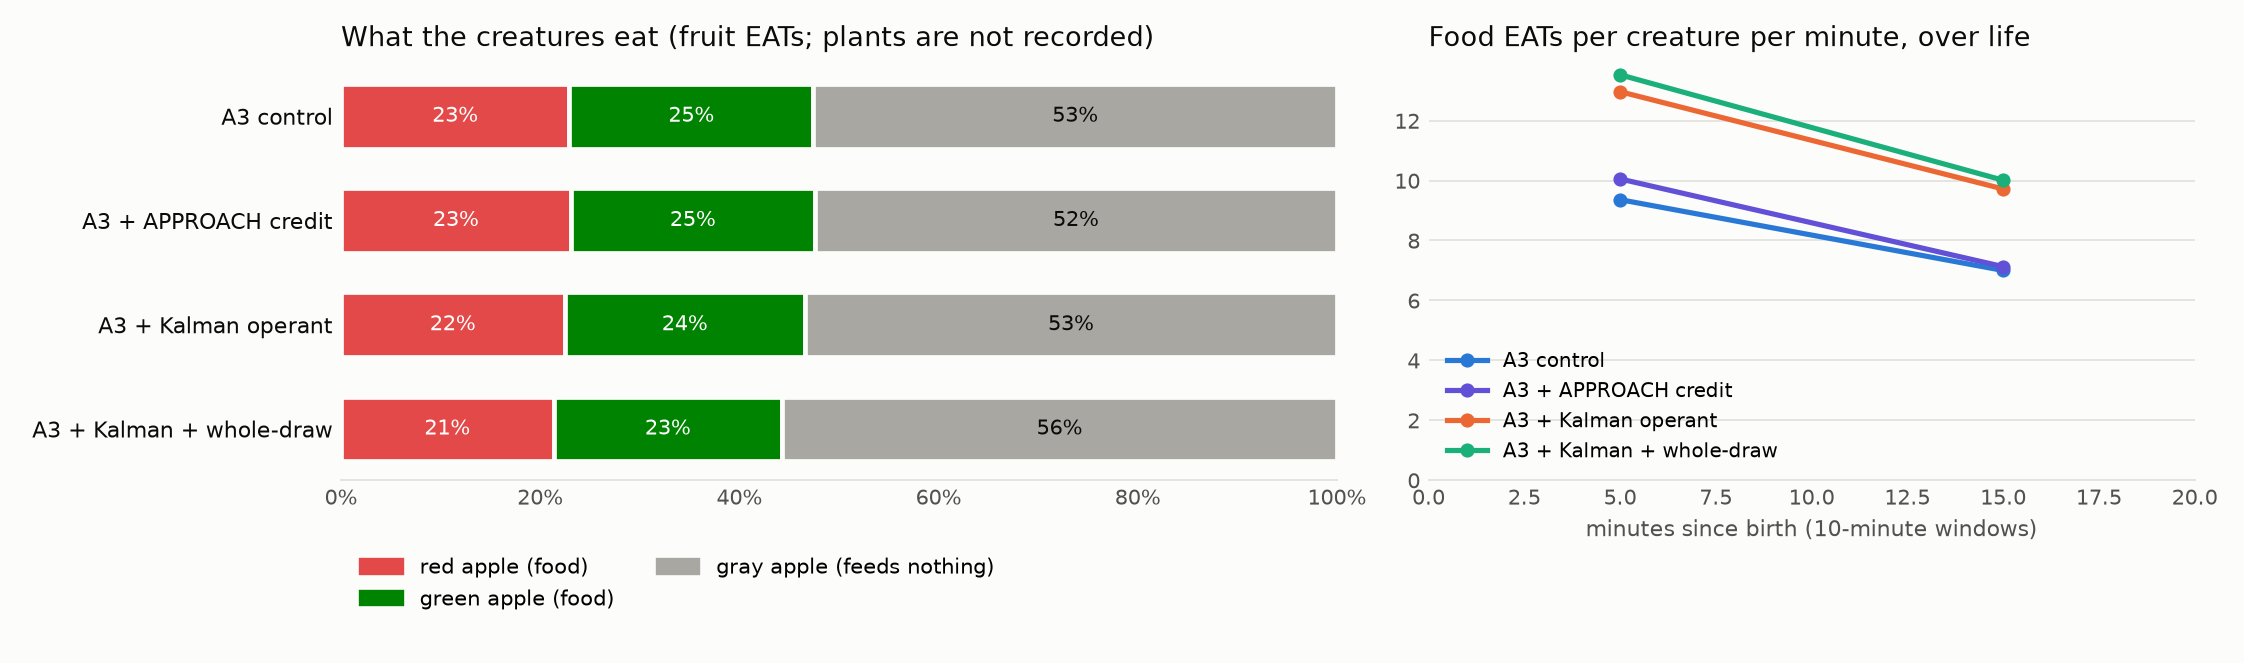 What the creatures eat (fruit EATs; plants are not recorded)
A3 control
23%
25%
53%
A3 + APPROACH credit
23%
25%
52%
A3 + Kalman operant
22%
24%
53%
A3 + Kalman + whole-draw
21%
23%
56%
0%
20%
40%
60%
80%
100%
red apple (food)
gray apple (feeds nothing)
green apple (food)
Food EATs per creature per minute, over life
12
10
8
6
4
2
0
A3 control
A3 + APPROACH credit
A3 + Kalman operant
A3 + Kalman + whole-draw
0.0
2.5
5.0
7.5
10.0
12.5
15.0
17.5
20.0
minutes since birth (10-minute windows)